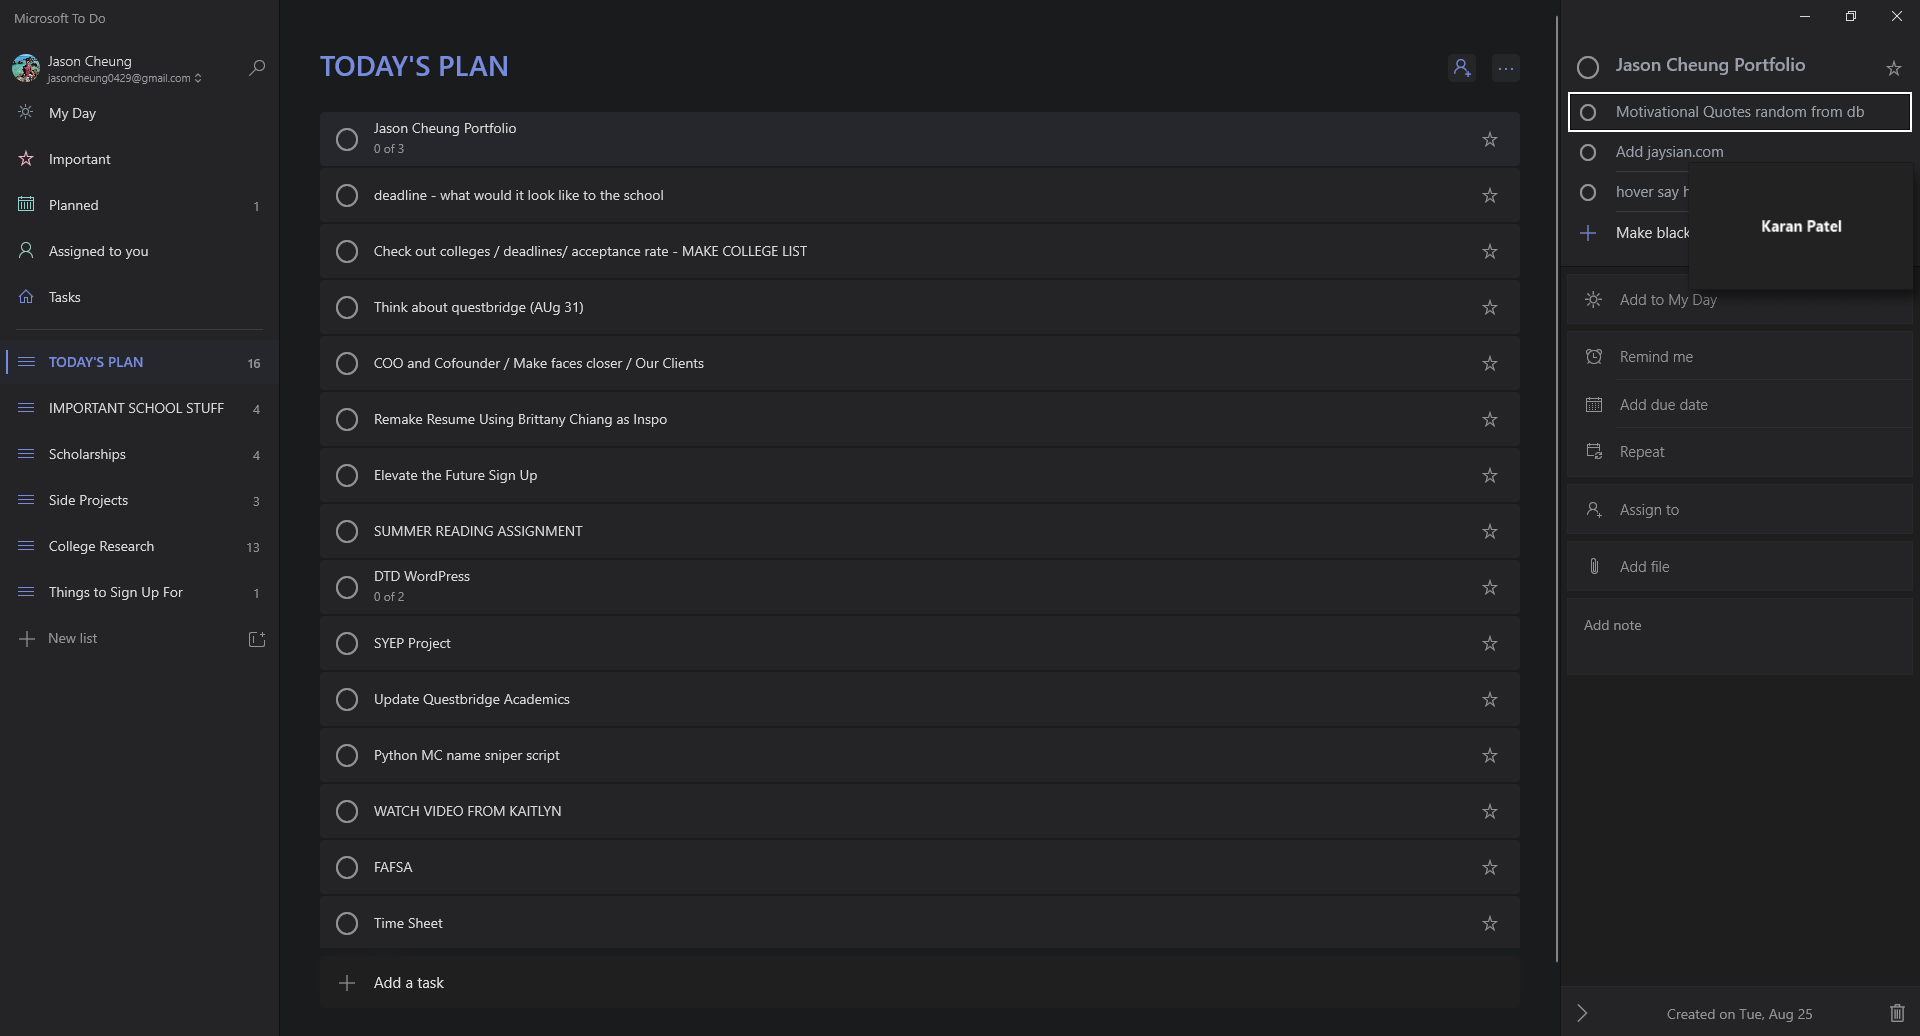 Microsoft To Do
Jason Cheung
jasoncheung0429@gmail.com
My Day
Important
Planned
1
Assigned to you
Tasks
TODAY'S PLAN
16
IMPORTANT SCHOOL STUFF
4
Scholarships
4
Side Projects
3
College Research
13
Things to Sign Up For
1
New list
TODAY'S PLAN
Jason Cheung Portfolio
0 of 3
deadline - what would it look like to the school
Check out colleges / deadlines/ acceptance rate - MAKE COLLEGE LIST
Think about questbridge (AUg 31)
COO and Cofounder / Make faces closer / Our Clients
Remake Resume Using Brittany Chiang as Inspo
Elevate the Future Sign Up
SUMMER READING ASSIGNMENT
DTD WordPress
0 of 2
SYEP Project
Update Questbridge Academics
Python MC name sniper script
WATCH VIDEO FROM KAITLYN
FAFSA
Time Sheet
Add a task
Jason Cheung Portfolio
Motivational Quotes random from db
Add jaysian.com
hover say
Make black
Karan Patel
Add to My Day
Remind me
Add due date
Repeat
Assign to
Add file
Add note
Created on Tue, Aug 25